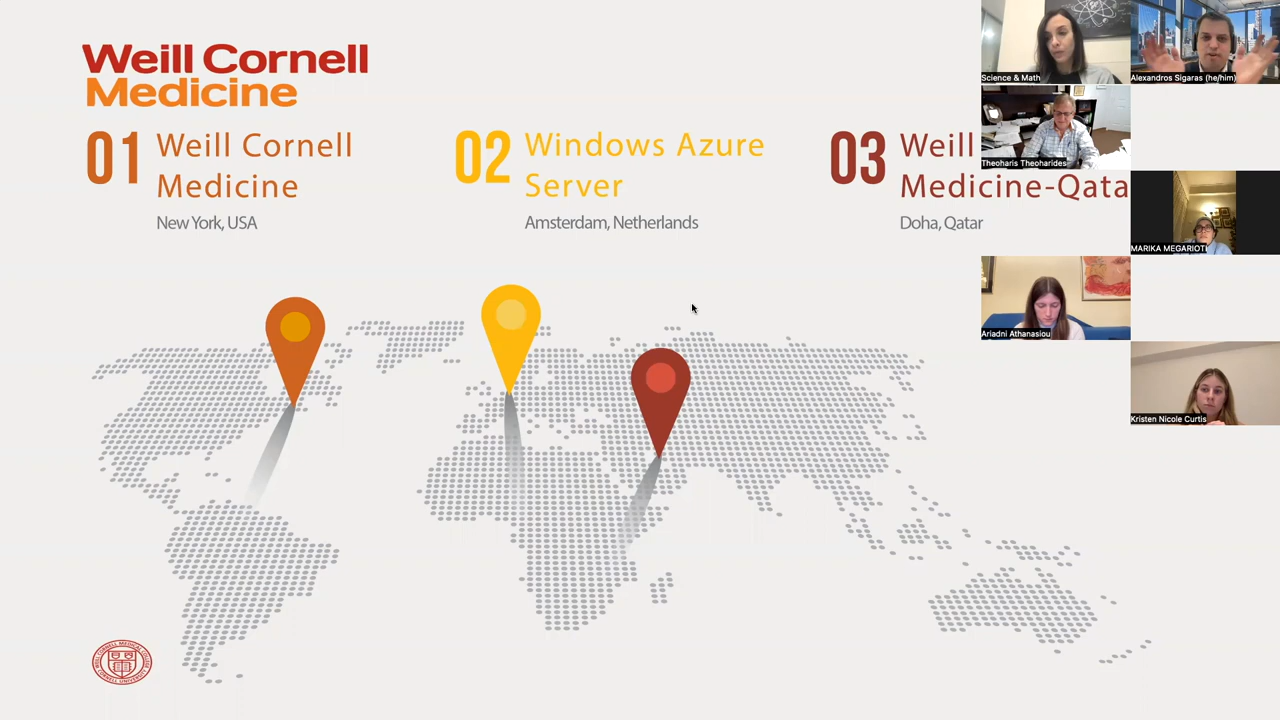 Weill Cornell
Medicine
01 Weill Cornell
Medicine
New York, USA
02 Windows Azure
Server
Amsterdam, Netherlands
03 Weill
Medicine-Qata
Doha, Qatar
Science & Math
Alexandros Sigaras (he/him)
Theoharis Theoharides
MARIKA MEGARIOTI
Ariadni Athanasiou
Kristen Nicole Curtis